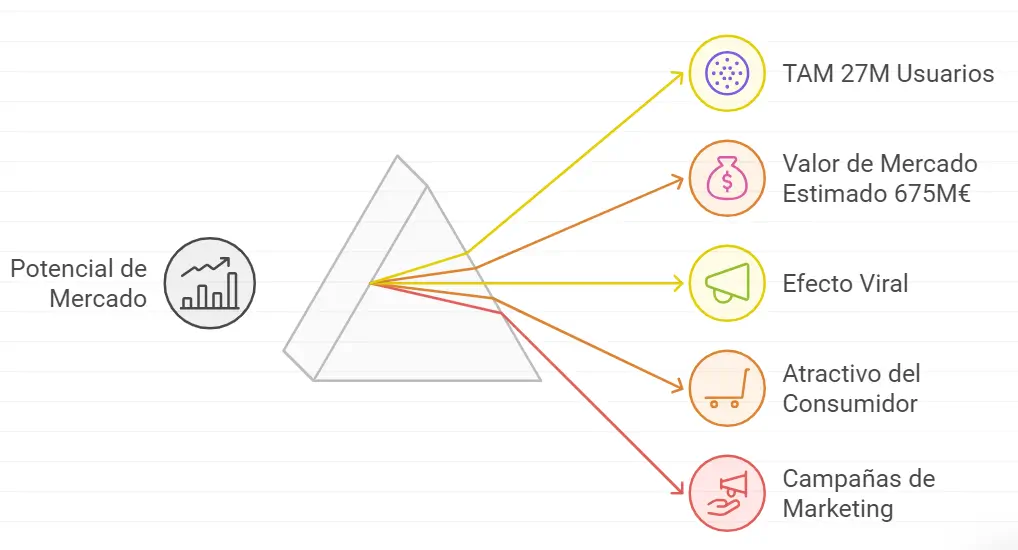 Potencial de
Mercado
TAM 27M Usuarios
Valor de Mercado
Estimado 675M€
Efecto Viral
Atractivo del
Consumidor
Campañas de
Marketing